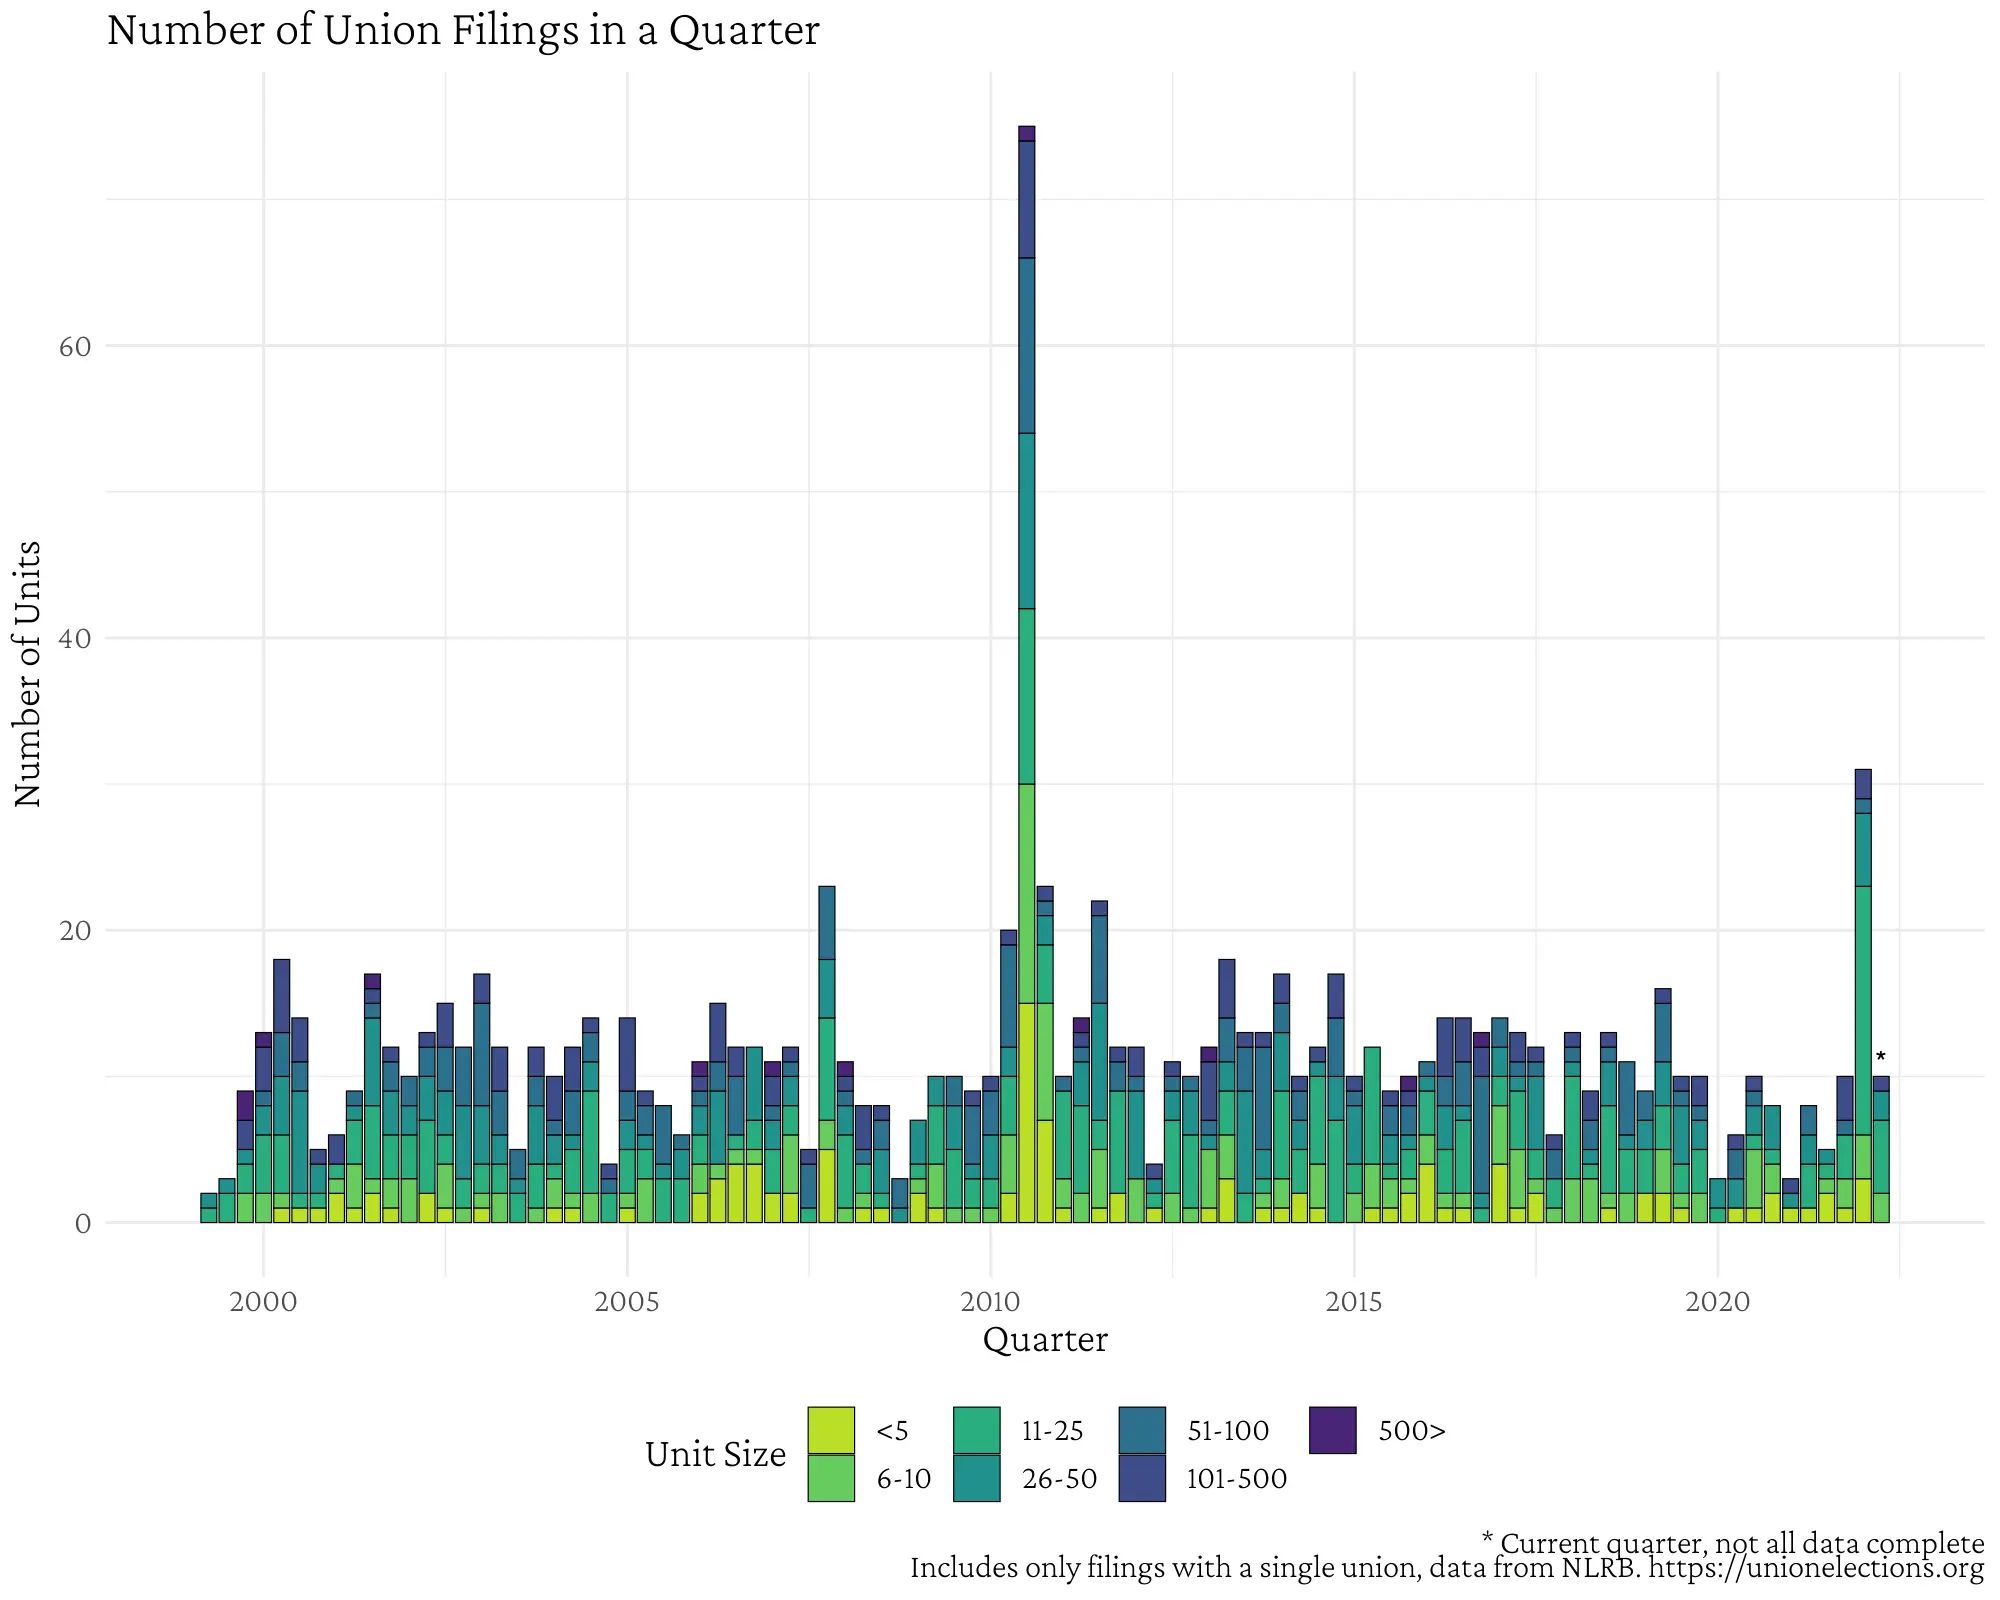 Number of Union Filings in a Quarter
Number of Units
60
40
20
0
*
2000 2005 2010 2015 2020
Quarter
Unit Size
<5 11-25 51-100 500>
6-10 26-50 101-500
* Current quarter, not all data complete
Includes only filings with a single union, data from NLRB. https://unionelections.org